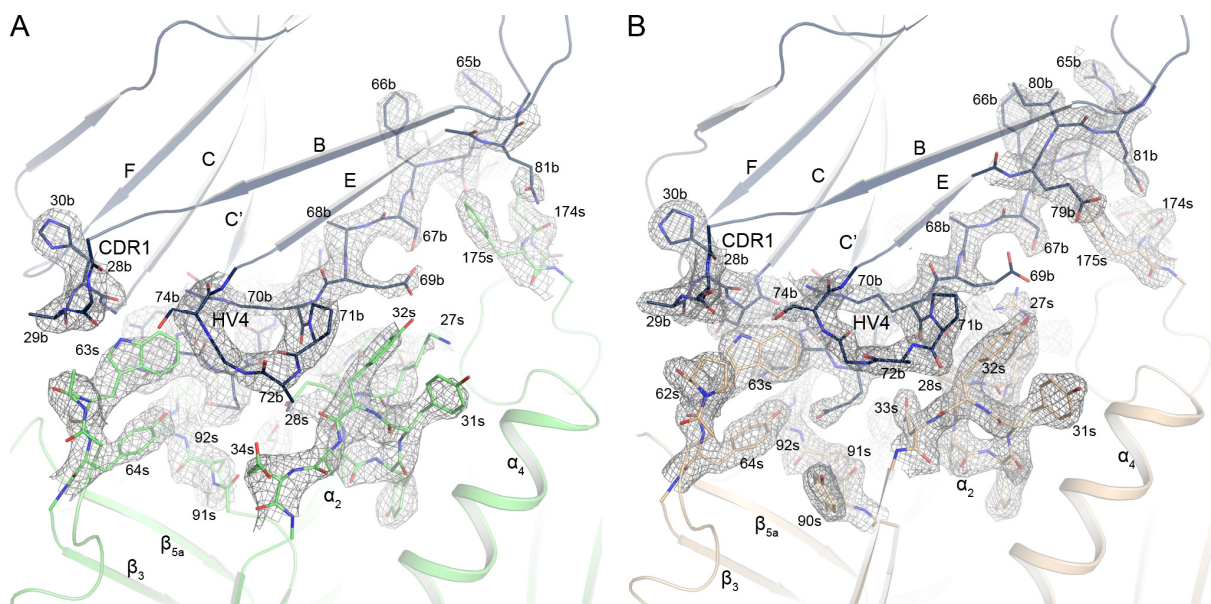 A
65b
66b
B
F
C
E
81b
30b
C'
68b
174s
CDR1
67b
28b
175s
69b
74b
70b
HV4
71b
32s
27s
29b
63s
72b
28s
31s
34s
92s
64s
α4
α2
91s
β5a
β3
B
65b
80b
66b
B
81b
F
C
E
30b
79b
174s
68b
C'
CDR1
67b
28b
175s
69b
70b
74b
27s
HV4
71b
29b
32s
63s
72b
28s
62s
33s
31s
92s
91s
64s
α4
α2
90s
β5a
β3